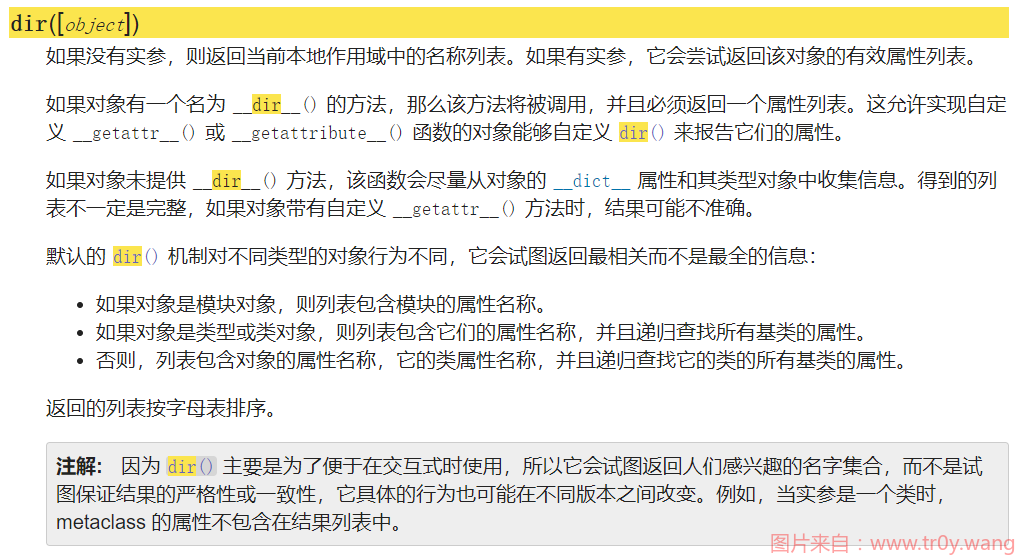 dir([object])
如果没有实参，则返回当前本地作用域中的名称列表。如果有实参，它会尝试返回该对象的有效属性列表。
如果对象有一个名为 __dir__() 的方法，那么该方法将被调用，并且必须返回一个属性列表。这允许实现自定
义 __getattr__() 或 __getattribute__() 函数的对象能够自定义 dir() 来报告它们的属性。
如果对象未提供 __dir__() 方法，该函数会尽量从对象的 __dict__ 属性和其类型对象中收集信息。得到的列
表不一定是完整，如果对象带有自定义 __getattr__() 方法时，结果可能不准确。
默认的 dir() 机制对不同类型的对象行为不同，它会试图返回最相关而不是最全的信息：
• 如果对象是模块对象，则列表包含模块的属性名称。
• 如果对象是类型或类对象，则列表包含它们的属性名称，并且递归查找所有基类的属性。
• 否则，列表包含对象的属性名称，它的类属性名称，并且递归查找它的类的所有基类的属性。
返回的列表按字母表排序。
注解： 因为 dir() 主要是为了便于在交互式时使用，所以它会试图返回人们感兴趣的名字集合，而不是试
图保证结果的严格性或一致性，它具体的行为也可能在不同版本之间改变。例如，当实参是一个类时，
metaclass 的属性不包含在结果列表中。
图片来自：www.tr0y.wang